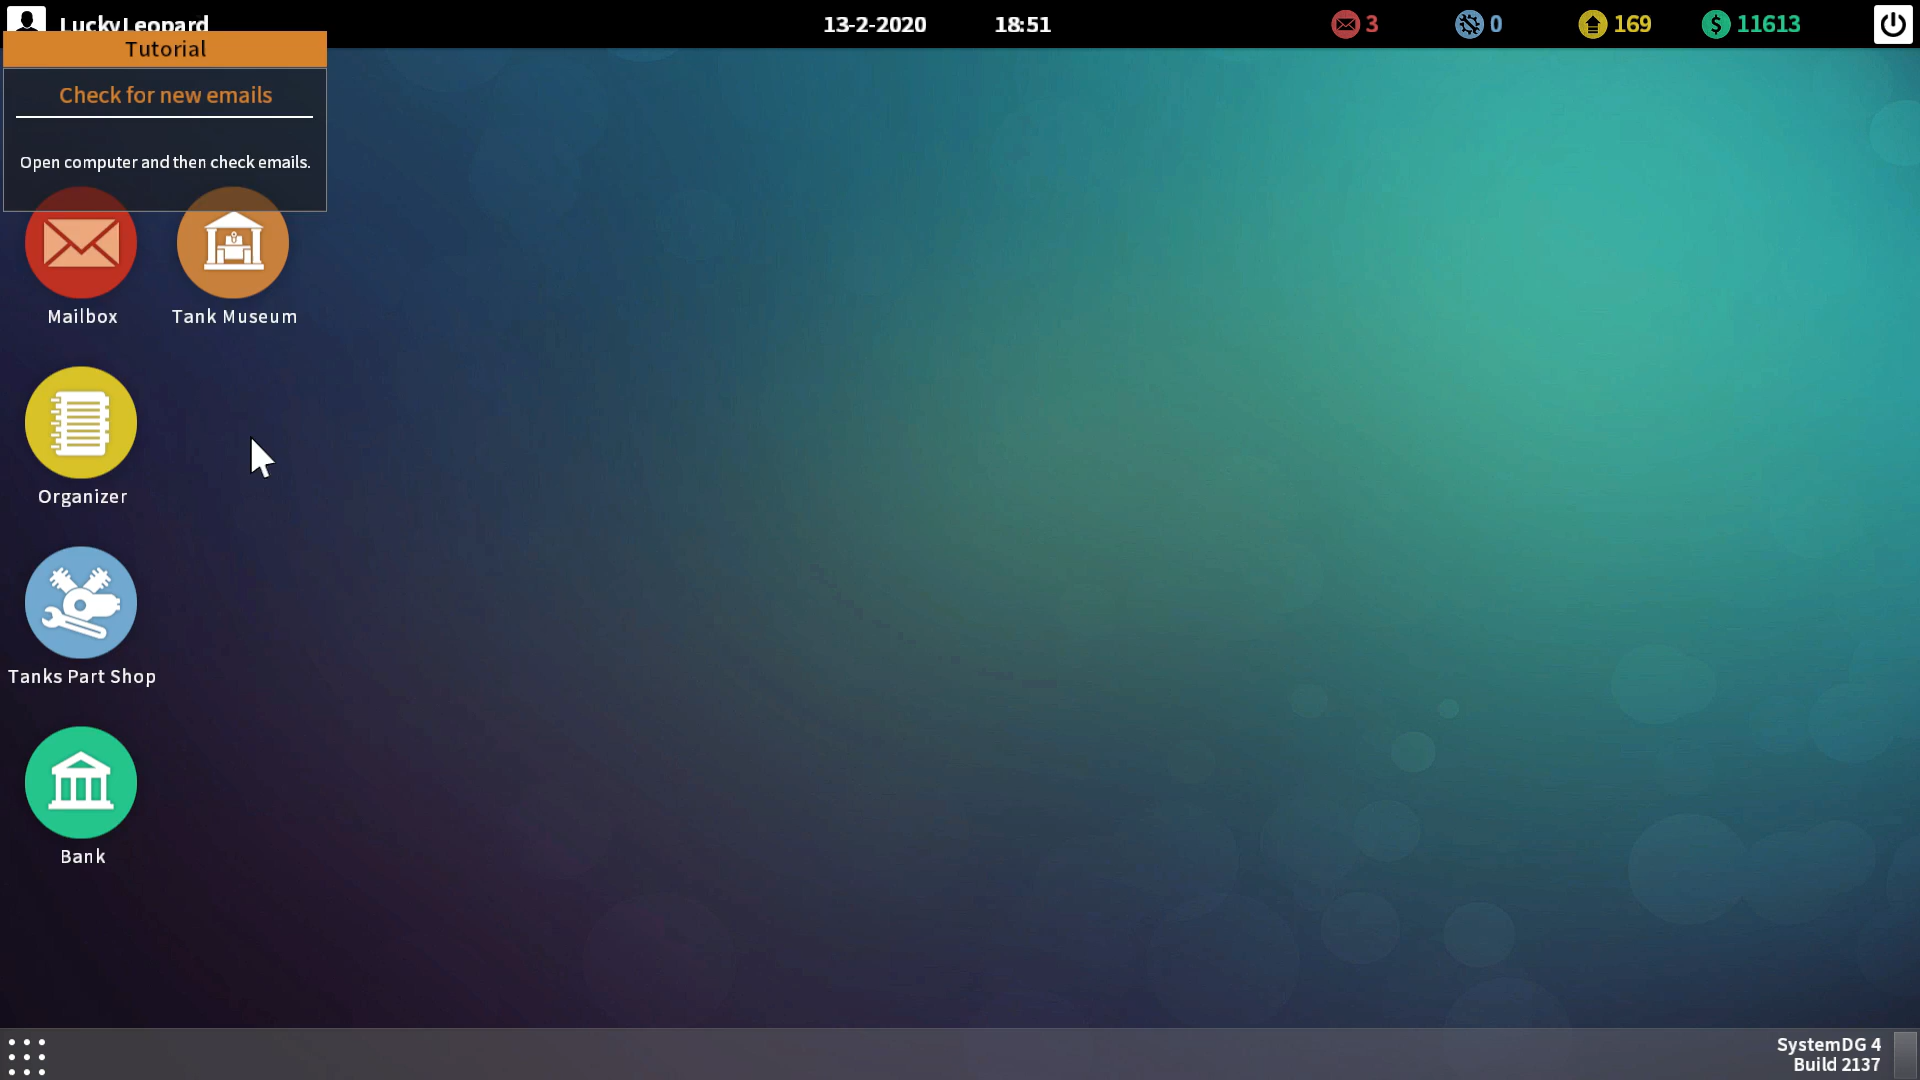 LuckyLeopard
13-2-2020
18:51
3
0
169
11613
Tutorial
Check for new emails
Open computer and then check emails.
Mailbox
Tank Museum
Organizer
Tanks Part Shop
Bank
SystemDG 4
Build 2137